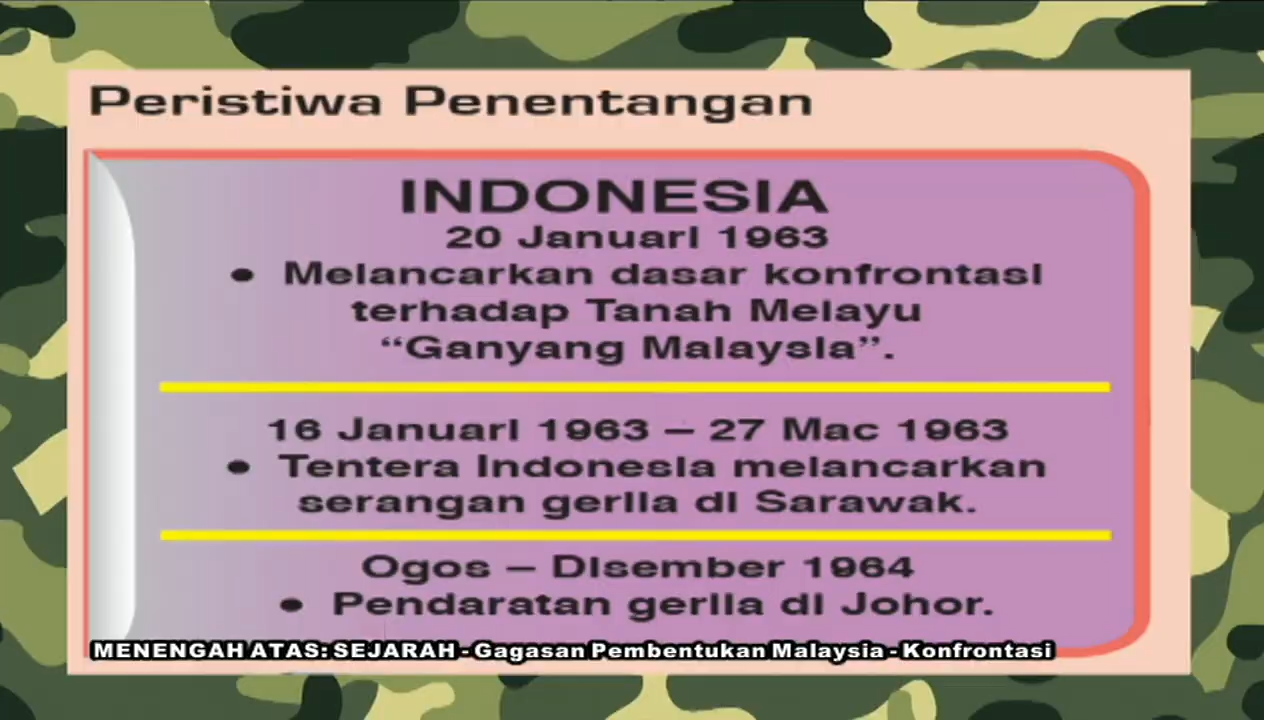 Peristiwa Penentangan
INDONESIA
20 Januari 1963
• Melancarkan dasar konfrontasi
terhadap Tanah Melayu
“Ganyang Malaysia”.
16 Januari 1963 – 27 Mac 1963
• Tentera Indonesia melancarkan
serangan gerila di Sarawak.
Ogos – Disember 1964
• Pendaratan gerila di Johor.
MENENGAH ATAS: SEJARAH - Gagasan Pembentukan Malaysia - Konfrontasi